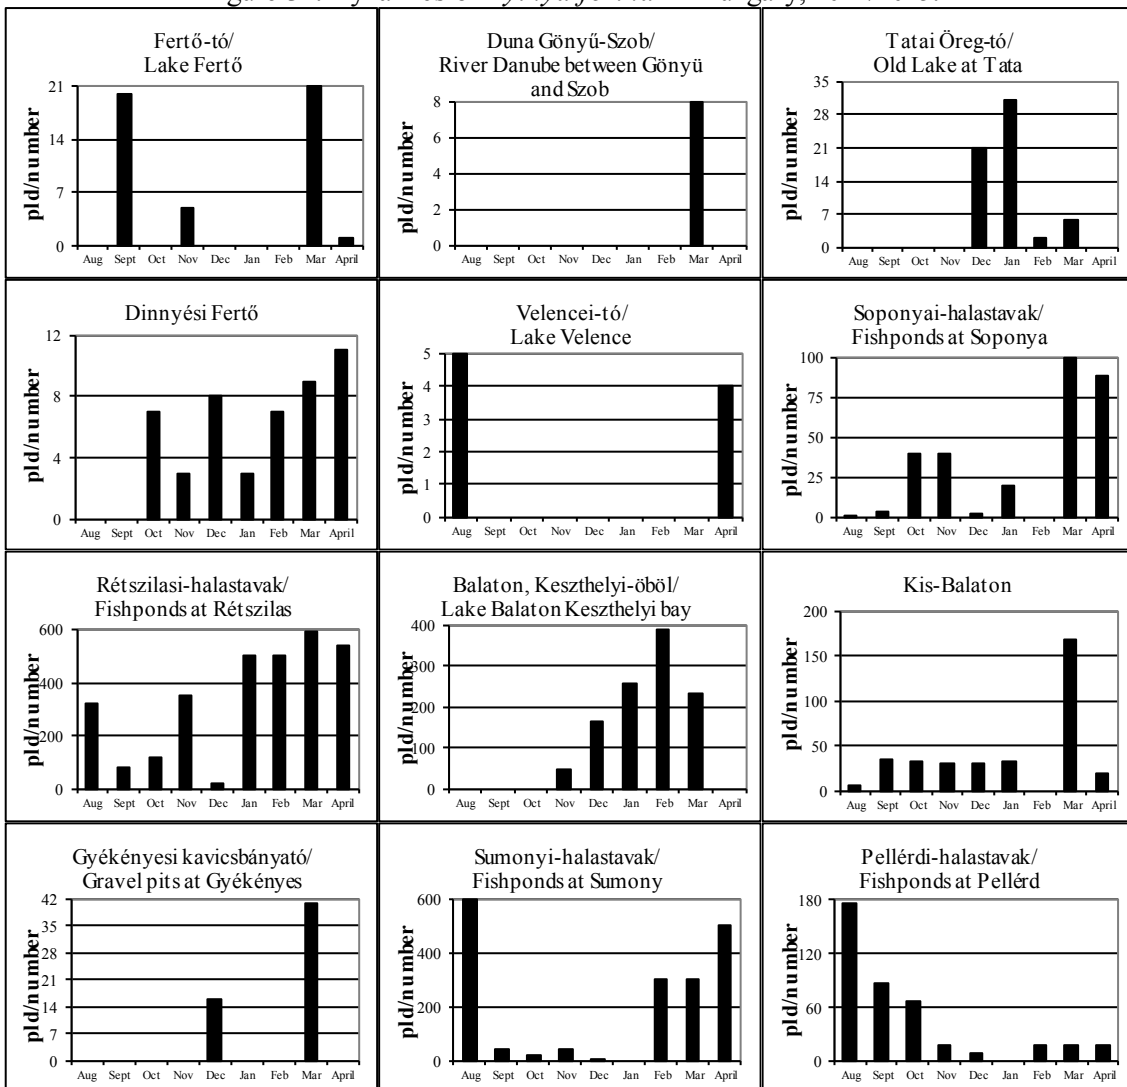 Fertő-tó/
Lake Fertő
pld/number
21
14
7
0
Aug Sept Oct Nov Dec Jan Feb Mar April
Duna Gönyű-Szob/
River Danube between Gönyü
and Szob
pld/number
8
6
4
2
0
Aug Sept Oct Nov Dec Jan Feb Mar April
Tatai Öreg-tó/
Old Lake at Tata
pld/number
35
28
21
14
7
0
Aug Sept Oct Nov Dec Jan Feb Mar April
Dinnyési Fertő
pld/number
12
8
4
0
Aug Sept Oct Nov Dec Jan Feb Mar April
Velencei-tó/
Lake Velence
pld/number
5
4
3
2
1
0
Aug Sept Oct Nov Dec Jan Feb Mar April
Soponyai-halastavak/
Fishponds at Soponya
pld/number
100
75
50
25
0
Aug Sept Oct Nov Dec Jan Feb Mar April
Rétszilasi-halastavak/
Fishponds at Rétszilas
pld/number
600
400
200
0
Aug Sept Oct Nov Dec Jan Feb Mar April
Balaton, Keszthelyi-öböl/
Lake Balaton Keszthelyi bay
pld/number
400
300
200
100
0
Aug Sept Oct Nov Dec Jan Feb Mar April
Kis-Balaton
pld/number
200
150
100
50
0
Aug Sept Oct Nov Dec Jan Feb Mar April
Gyékényesi kavicsbányató/
Gravel pits at Gyékényes
pld/number
42
35
28
21
14
7
0
Aug Sept Oct Nov Dec Jan Feb Mar April
Sumonyi-halastavak/
Fishponds at Sumony
pld/number
600
400
200
0
Aug Sept Oct Nov Dec Jan Feb Mar April
Pellérdi-halastavak/
Fishponds at Pellérd
pld/number
180
120
60
0
Aug Sept Oct Nov Dec Jan Feb Mar April